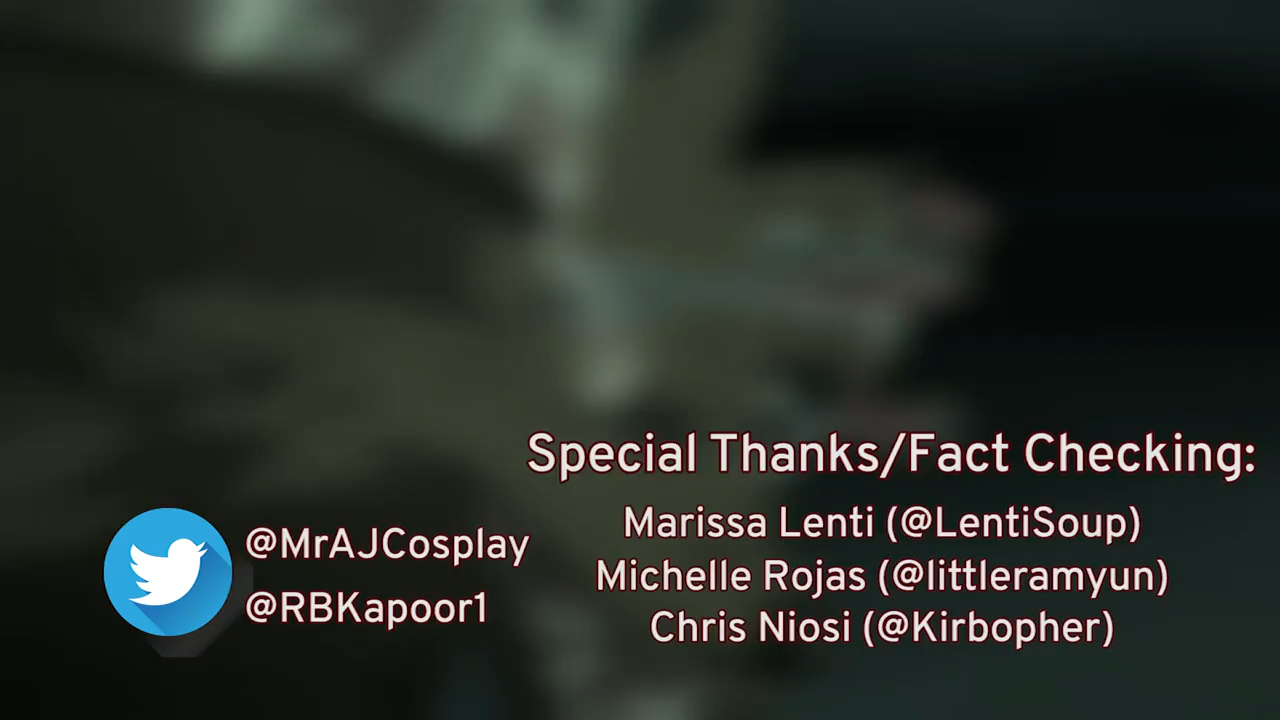 Special Thanks/Fact Checking:
Marissa Lenti (@LentiSoup)
Michelle Rojas (@littleramyun)
Chris Niosi (@Kirbopher)
@MrAJCosplay
@RBKapoor1